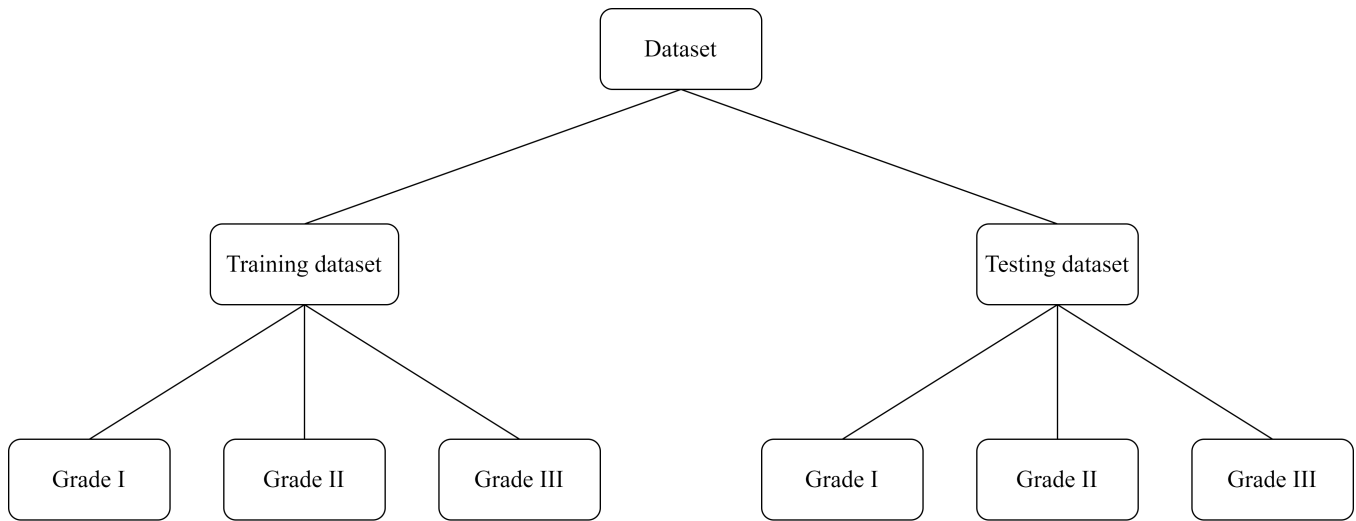 Dataset
Training dataset
Testing dataset
Grade I
Grade II
Grade III
Grade I
Grade II
Grade III